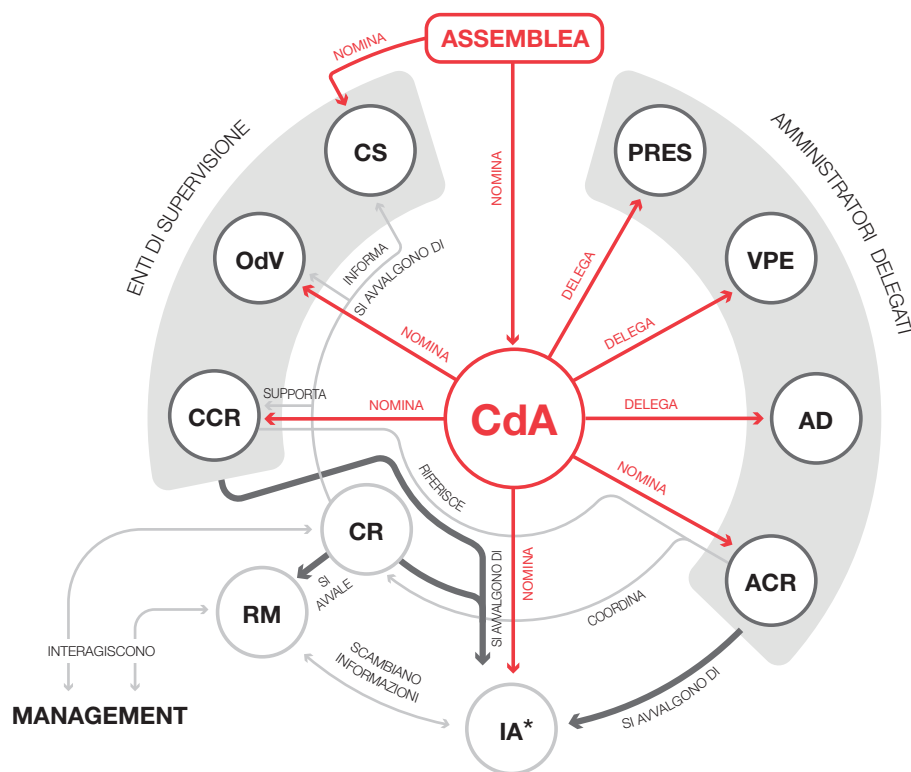 ASSEMBLEA
NOMINA
ENTI DI SUPERVISIONE
AMMINISTRATORI DELEGATI
CS
PRES
NOMINA
OdV
INFORMA
SI AVVALGONO DI
DELEGA
VPE
NOMINA
DELEGA
CCR
SUPPORTA
NOMINA
CdA
DELEGA
AD
RIFERISCE
NOMINA
CR
SI AVVALE
SI AVVALGONO DI
NOMINA
ACR
RM
COORDINA
INTERAGISCONO
SCAMBIANO
INFORMAZIONI
MANAGEMENT
IA*
SI AVVALGONO DI